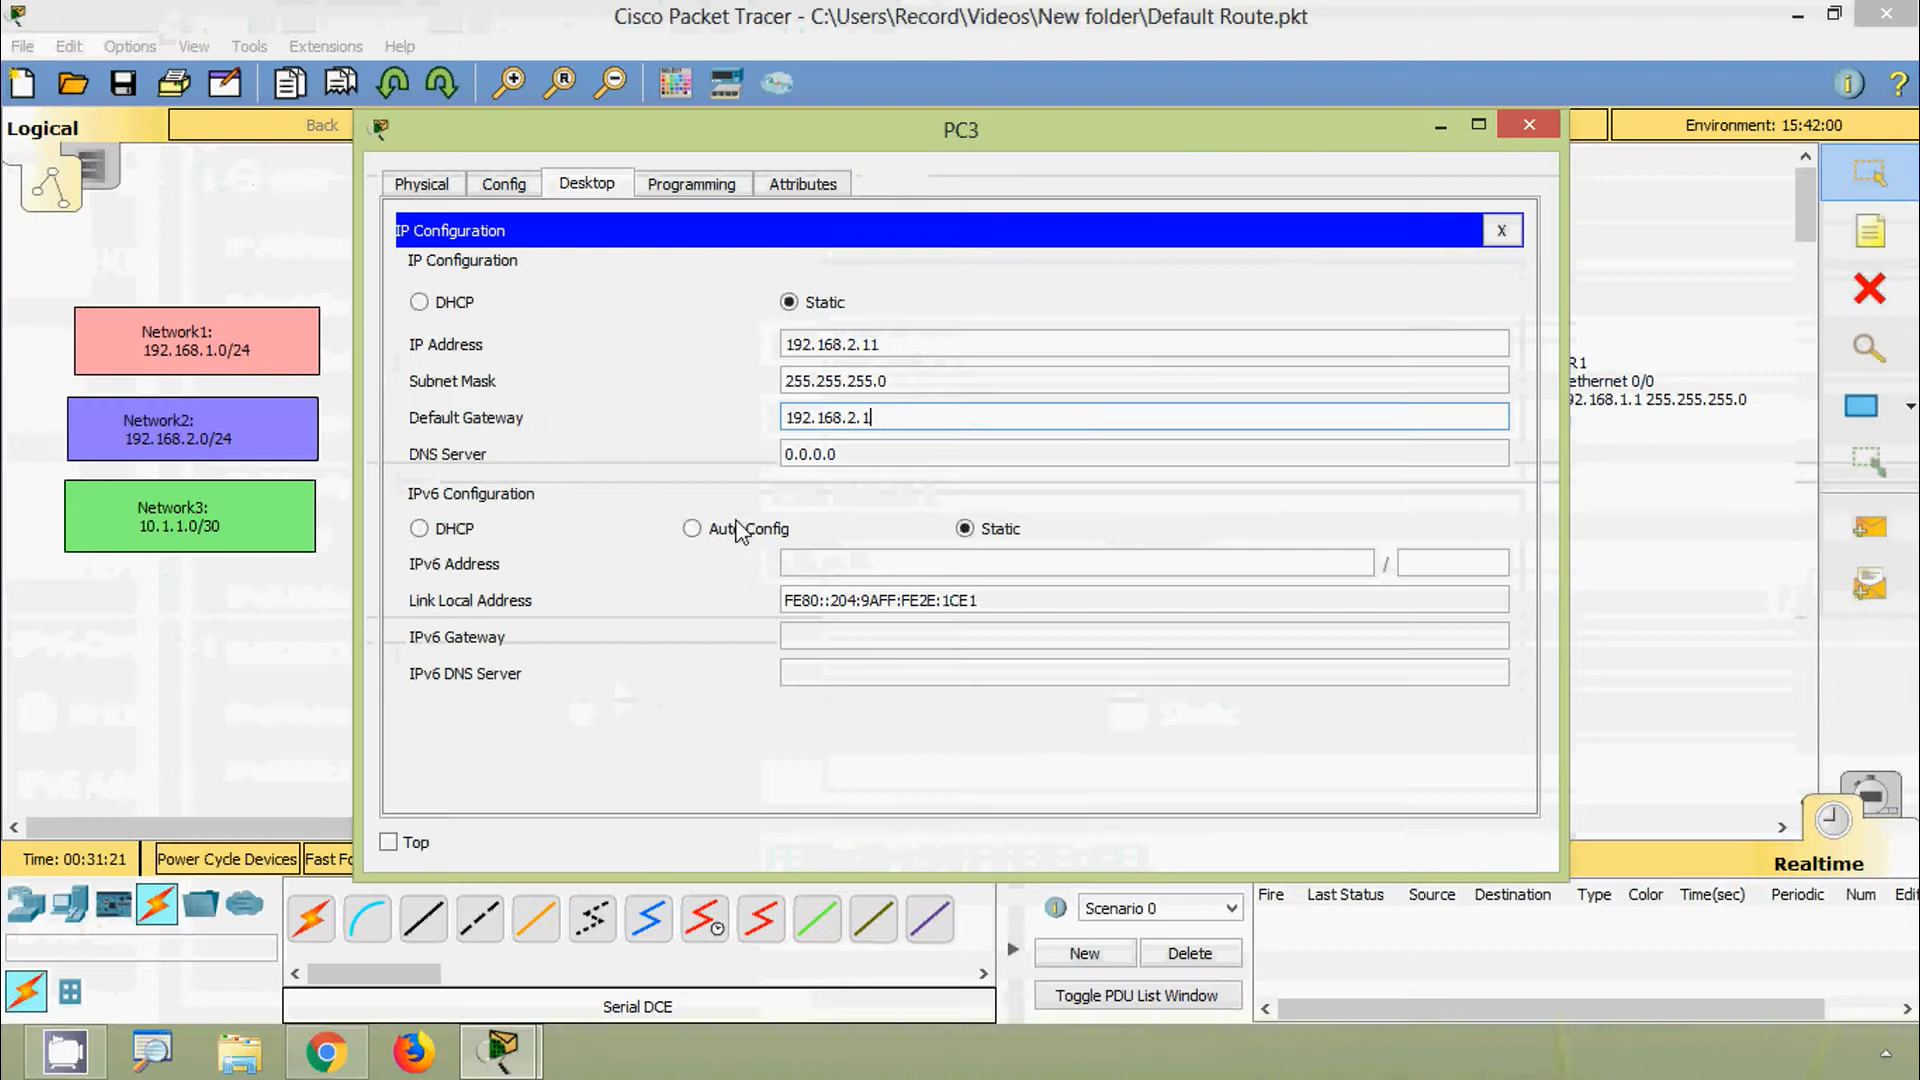 Cisco Packet Tracer - C:\Users\Record\Videos\New folder\Default Route.pkt
File Edit Options View Tools Extensions Help
Logical
Back
Environment: 15:42:00
PC3
Physical
Config
Desktop
Programming
Attributes
IP Configuration
X
IP Configuration
DHCP
Static
IP Address
192.168.2.11
Subnet Mask
255.255.255.0
Default Gateway
192.168.2.1
DNS Server
0.0.0.0
IPv6 Configuration
DHCP
Auto Config
Static
IPv6 Address
/
Link Local Address
FE80::204:9AFF:FE2E:1CE1
IPv6 Gateway
IPv6 DNS Server
Top
Network1:
192.168.1.0/24
Network2:
192.168.2.0/24
Network3:
10.1.1.0/30
R1
ethernet 0/0
92.168.1.1 255.255.255.0
Time: 00:31:21
Power Cycle Devices
Fast Fo
Realtime
Scenario 0
New
Delete
Toggle PDU List Window
Fire Last Status Source Destination Type Color Time(sec) Periodic Num Edi
Serial DCE